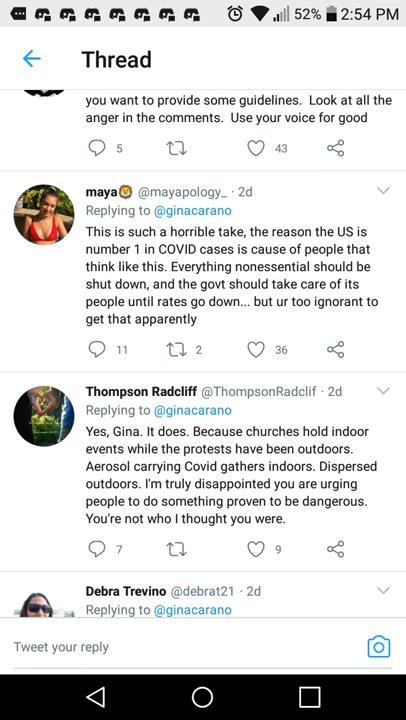 52% 2:54 PM
Thread
you want to provide some guidelines. Look at all the
anger in the comments. Use your voice for good
5 43
maya🦁 @mayapology_ · 2d
Replying to @ginacarano
This is such a horrible take, the reason the US is
number 1 in COVID cases is cause of people that
think like this. Everything nonessential should be
shut down, and the govt should take care of its
people until rates go down... but ur too ignorant to
get that apparently
11 2 36
Thompson Radcliff @ThompsonRadclif · 2d
Replying to @ginacarano
Yes, Gina. It does. Because churches hold indoor
events while the protests have been outdoors.
Aerosol carrying Covid gathers indoors. Dispersed
outdoors. I'm truly disappointed you are urging
people to do something proven to be dangerous.
You're not who I thought you were.
7 9
Debra Trevino @debrat21 · 2d
Replying to @ginacarano
Tweet your reply